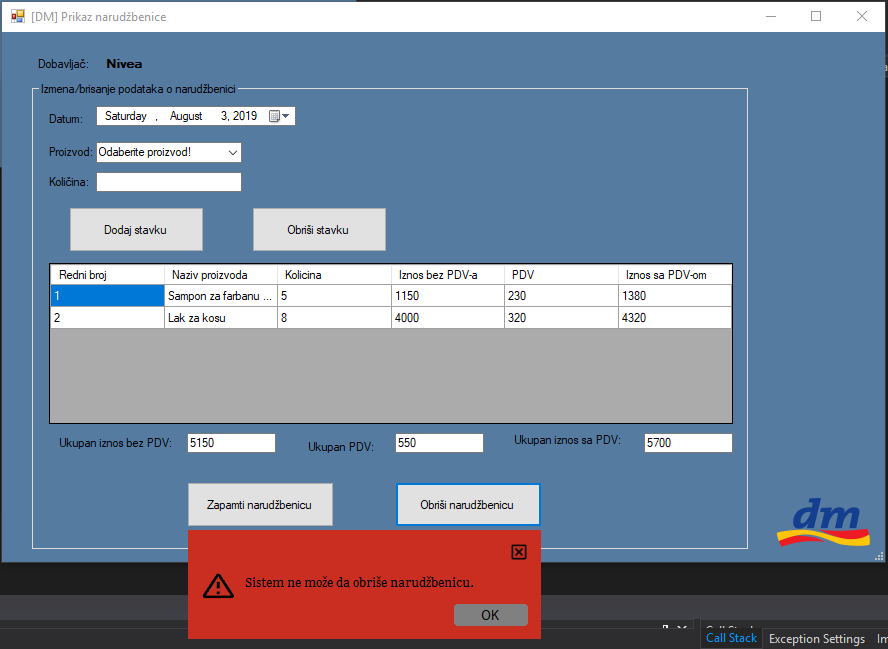 [DM] Prikaz narudžbenice
Dobavljač: Nivea
Izmena/brisanje podataka o narudžbenici
Datum: Saturday , August 3, 2019
Proizvod: Odaberite proizvod!
Količina:
Dodaj stavku Obriši stavku
Redni broj Naziv proizvoda Kolicina Iznos bez PDV-a PDV Iznos sa PDV-om
1 Sampon za farbanu ... 5 1150 230 1380
2 Lak za kosu 8 4000 320 4320
Ukupan iznos bez PDV: 5150 Ukupan PDV: 550 Ukupan iznos sa PDV: 5700
Zapamti narudžbenicu Obriši narudžbenicu
dm
Sistem ne može da obriše narudžbenicu.
OK
Call Stack Exception Settings